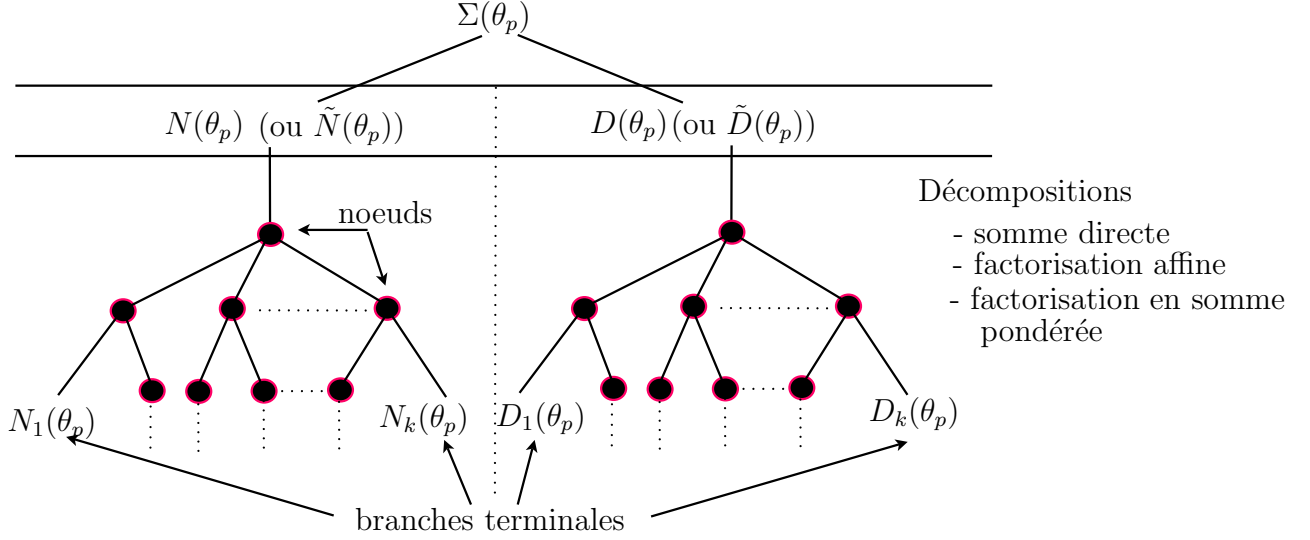 Σ(θ_p)
N(θ_p) (ou Ñ(θ_p)) D(θ_p) (ou D̃(θ_p))
Décompositions
noeuds
- somme directe
- factorisation affine
- factorisation en somme
pondérée
N_1(θ_p) N_k(θ_p) D_1(θ_p) D_k(θ_p)
branches terminales